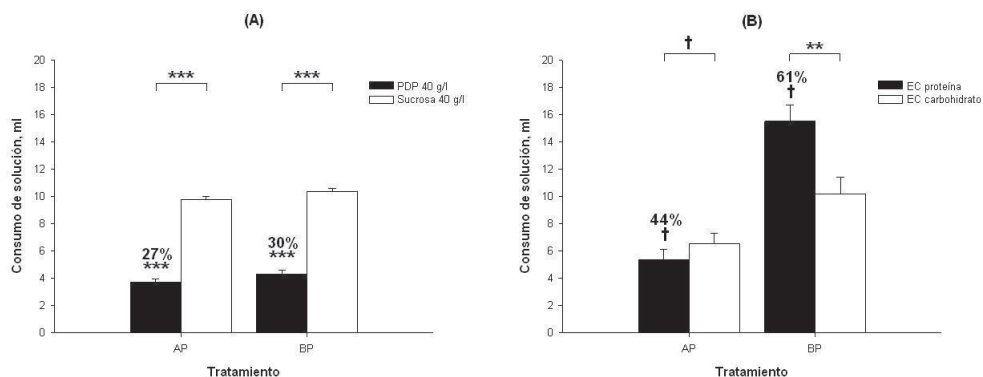 (A)
Consumo de solución, ml
20
18
16
14
12
10
8
6
4
2
0
***
***
PDP 40 g/l
Sucrosa 40 g/l
27%
***
30%
***
AP
BP
Tratamiento
(B)
Consumo de solución, ml
20
18
16
14
12
10
8
6
4
2
0
†
**
EC proteína
EC carbohidrato
44%
†
61%
†
AP
BP
Tratamiento